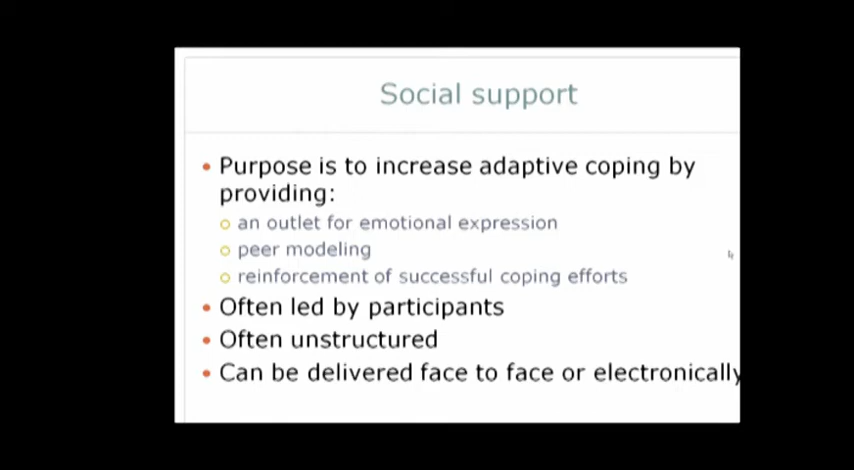 Social support
Purpose is to increase adaptive coping by
providing:
an outlet for emotional expression
peer modeling
reinforcement of successful coping efforts
Often led by participants
Often unstructured
Can be delivered face to face or electronically